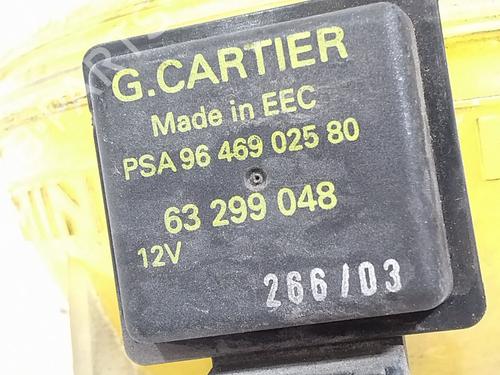 G.CARTIER
Made in EEC
PSA 96 469 025 80
63 299 048
12V
266/03